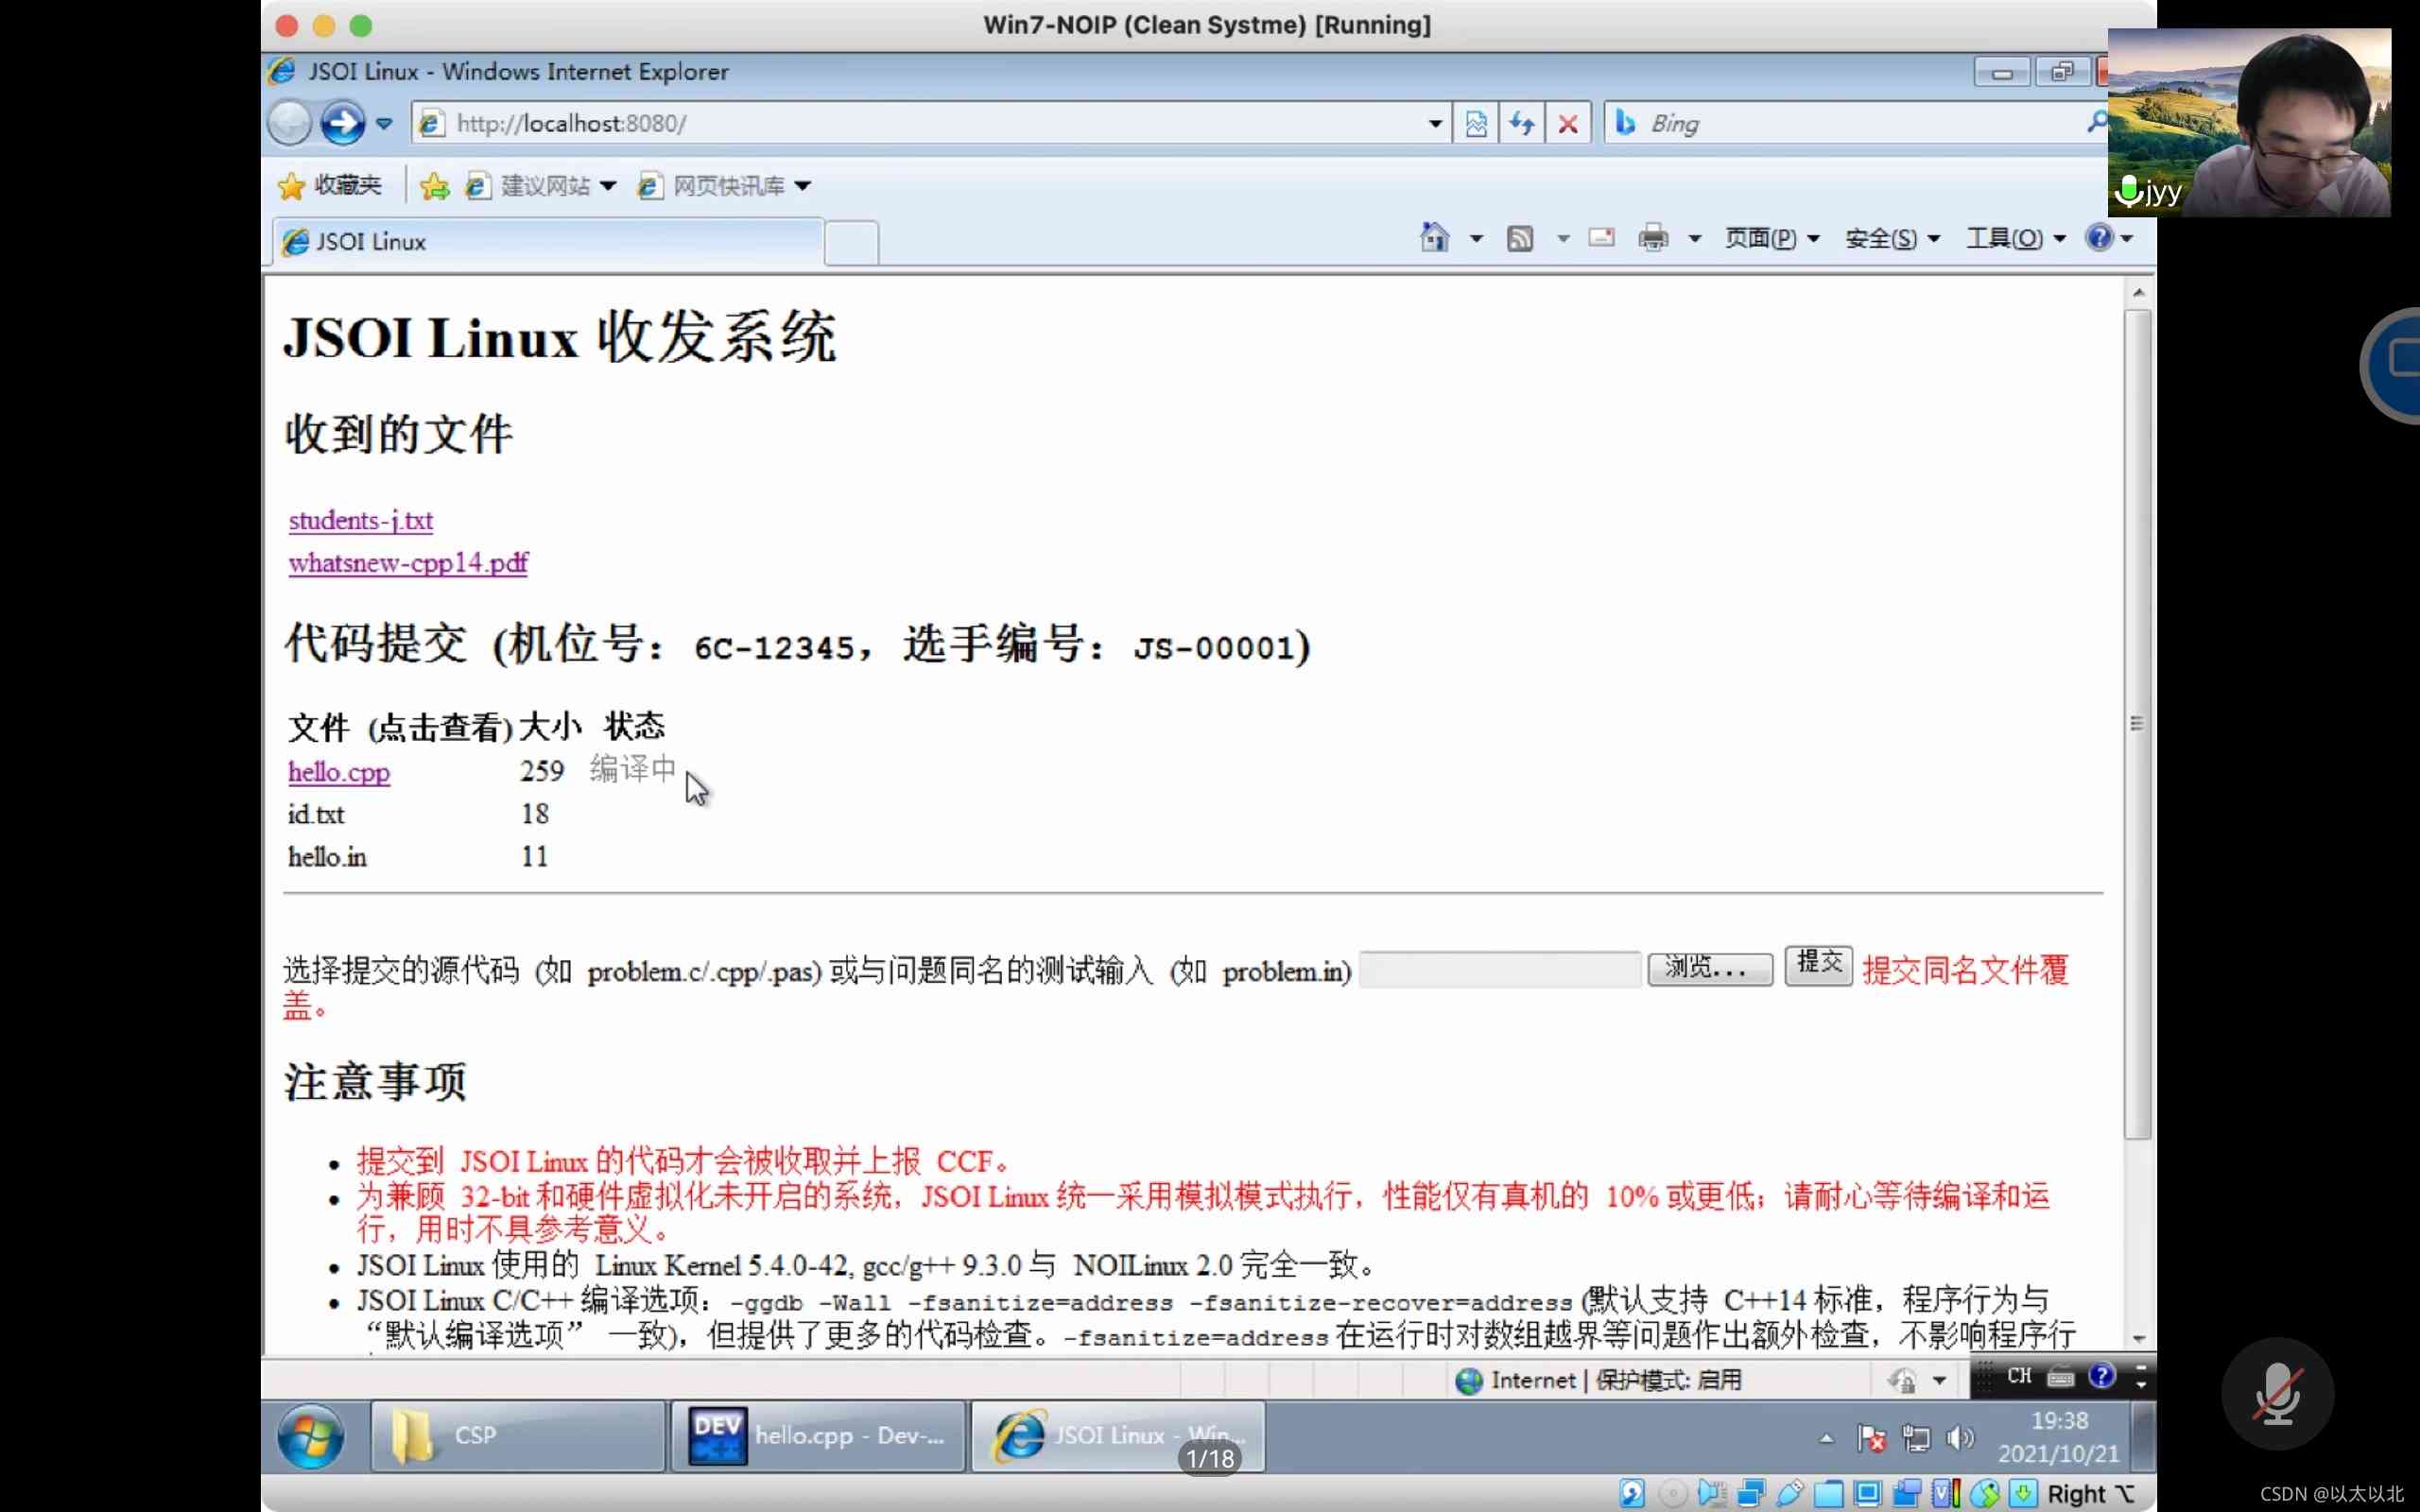 Win7-NOIP (Clean Systme) [Running]
JSOI Linux - Windows Internet Explorer
http://localhost:8080/
Bing
jyy
收藏夹
建议网站
网页快讯库
JSOI Linux
页面(P)
安全(S)
工具(O)
JSOI Linux 收发系统
收到的文件
students-j.txt
whatsnew-cpp14.pdf
代码提交 (机位号： 6C-12345，选手编号： JS-00001)
文件 (点击查看) 大小 状态
hello.cpp 259 编译中
id.txt 18
hello.in 11
选择提交的源代码 (如 problem.c/.cpp/.pas) 或与问题同名的测试输入 (如 problem.in) 浏览... 提交 提交同名文件覆
盖。
注意事项
提交到 JSOI Linux 的代码才会被收取并上报 CCF。
为兼顾 32-bit 和硬件虚拟化未开启的系统，JSOI Linux 统一采用模拟模式执行，性能仅有真机的 10% 或更低；请耐心等待编译和运
行，用时不具参考意义。
JSOI Linux 使用的 Linux Kernel 5.4.0-42, gcc/g++ 9.3.0 与 NOILinux 2.0 完全一致。
JSOI Linux C/C++ 编译选项：-ggdb -Wall -fsanitize=address -fsanitize-recover=address (默认支持 C++14 标准，程序行为与
“默认编译选项” 一致)，但提供了更多的代码检查。-fsanitize=address 在运行时对数组越界等问题作出额外检查，不影响程序行
Internet | 保护模式: 启用
CH
CSP
DEV
C++
hello.cpp - Dev-...
JSOI Linux - Win...
1/18
19:38
2021/10/21
Right ⌥
CSDN @以太以北